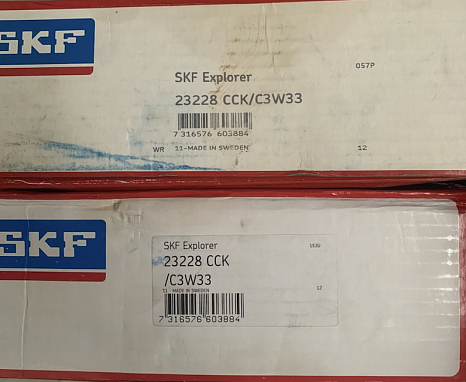 SKF
057P
SKF Explorer
23228 CCK/C3W33
7 316576 603884
WR 11-MADE IN SWEDEN 12
SKF
SKF Explorer 163U
23228 CCK
/C3W33
11 - MADE IN SWEDEN 12
7 316576 603884